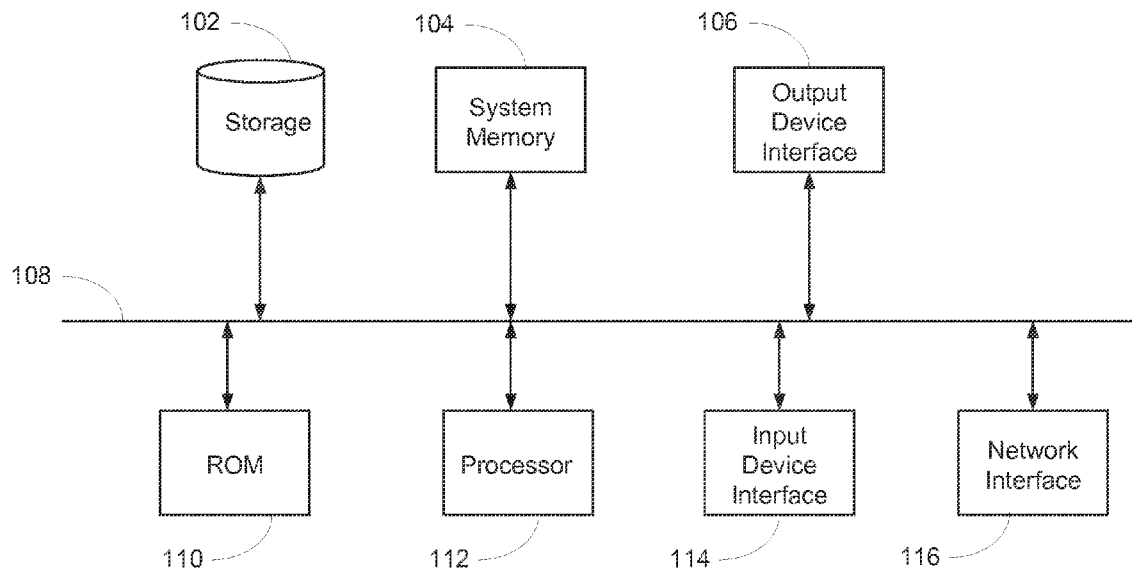 102
104
106
Storage
System
Memory
Output
Device
Interface
108
ROM
Processor
Input
Device
Interface
Network
Interface
110
112
114
116